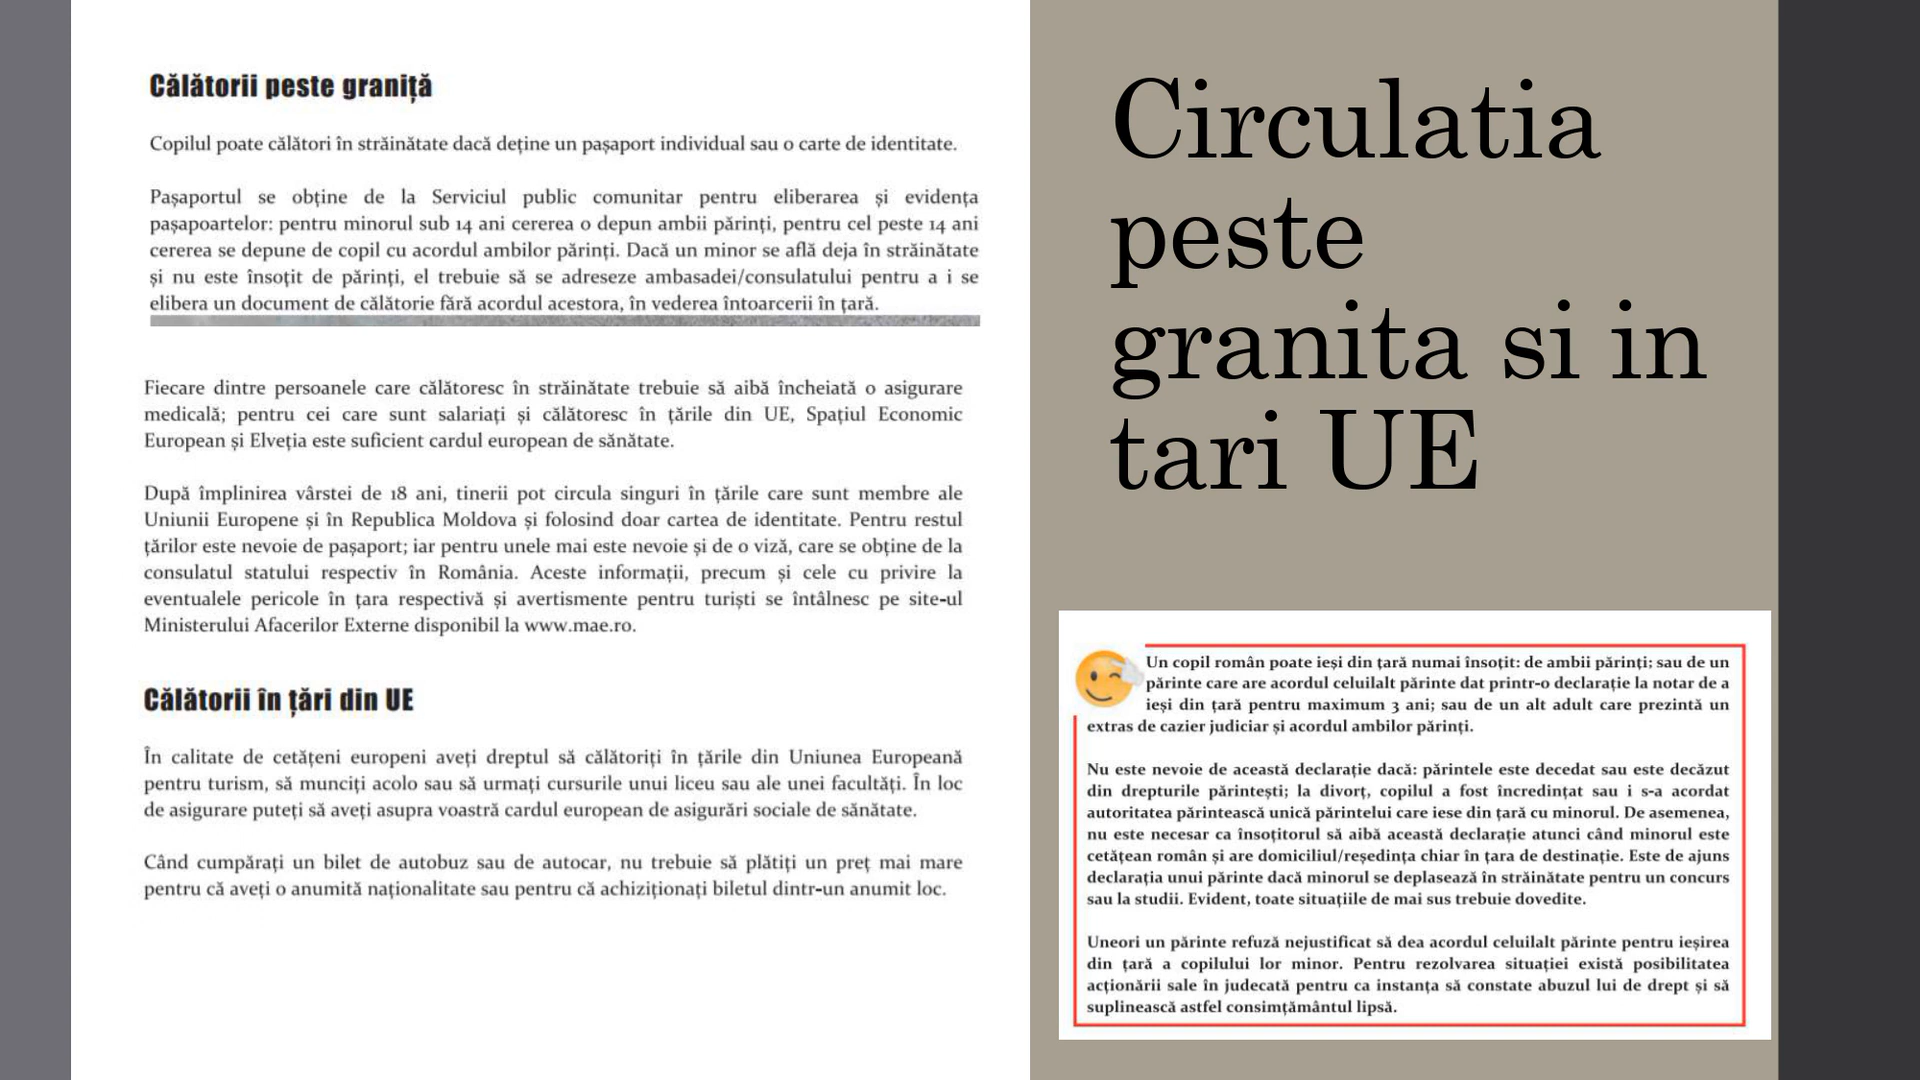 Călătorii peste graniță
Copilul poate călători în străinătate dacă deține un pașaport individual sau o carte de identitate.
Pașaportul se obține de la Serviciul public comunitar pentru eliberarea și evidența
pașapoartelor: pentru minorul sub 14 ani cererea o depun ambii părinți, pentru cel peste 14 ani
cererea se depune de copil cu acordul ambilor părinți. Dacă un minor se află deja în străinătate
și nu este însoțit de părinți, el trebuie să se adreseze ambasadei/consulatului pentru a i se
elibera un document de călătorie fără acordul acestora, în vederea întoarcerii în țară.
Fiecare dintre persoanele care călătoresc în străinătate trebuie să aibă încheiată o asigurare
medicală; pentru cei care sunt salariați și călătoresc în țările din UE, Spațiul Economic
European și Elveția este suficient cardul european de sănătate.
După împlinirea vârstei de 18 ani, tinerii pot circula singuri în țările care sunt membre ale
Uniunii Europene și în Republica Moldova și folosind doar cartea de identitate. Pentru restul
țărilor este nevoie de pașaport; iar pentru unele mai este nevoie și de o viză, care se obține de la
consulatul statului respectiv în România. Aceste informații, precum și cele cu privire la
eventualele pericole în țara respectivă și avertismente pentru turiști se întâlnesc pe site-ul
Ministerului Afacerilor Externe disponibil la www.mae.ro.
Călătorii în țări din UE
În calitate de cetățeni europeni aveți dreptul să călătoriți în țările din Uniunea Europeană
pentru turism, să munciți acolo sau să urmați cursurile unui liceu sau ale unei facultăți. În loc
de asigurare puteți să aveți asupra voastră cardul european de asigurări sociale de sănătate.
Când cumpărați un bilet de autobuz sau de autocar, nu trebuie să plătiți un preț mai mare
pentru că aveți o anumită naționalitate sau pentru că achiziționați biletul dintr-un anumit loc.
Circulatia
peste
granita si in
tari UE
Un copil român poate ieși din țară numai însoțit: de ambii părinți; sau de un
părinte care are acordul celuilalt părinte dat printr-o declarație la notar de a
ieși din țară pentru maximum 3 ani; sau de un alt adult care prezintă un
extras de cazier judiciar și acordul ambilor părinți.
Nu este nevoie de această declarație dacă: părintele este decedat sau este decăzut
din drepturile părintești; la divorț, copilul a fost încredințat sau i s-a acordat
autoritatea părintească unică părintelui care iese din țară cu minorul. De asemenea,
nu este necesar ca însoțitorul să aibă această declarație atunci când minorul este
cetățean român și are domiciliul/reședința chiar în țara de destinație. Este de ajuns
declarația unui părinte dacă minorul se deplasează în străinătate pentru un concurs
sau la studii. Evident, toate situațiile de mai sus trebuie dovedite.
Uneori un părinte refuză nejustificat să dea acordul celuilalt părinte pentru ieșirea
din țară a copilului lor minor. Pentru rezolvarea situației există posibilitatea
acționării sale în judecată pentru ca instanța să constate abuzul lui de drept și să
suplinească astfel consimțământul lipsă.